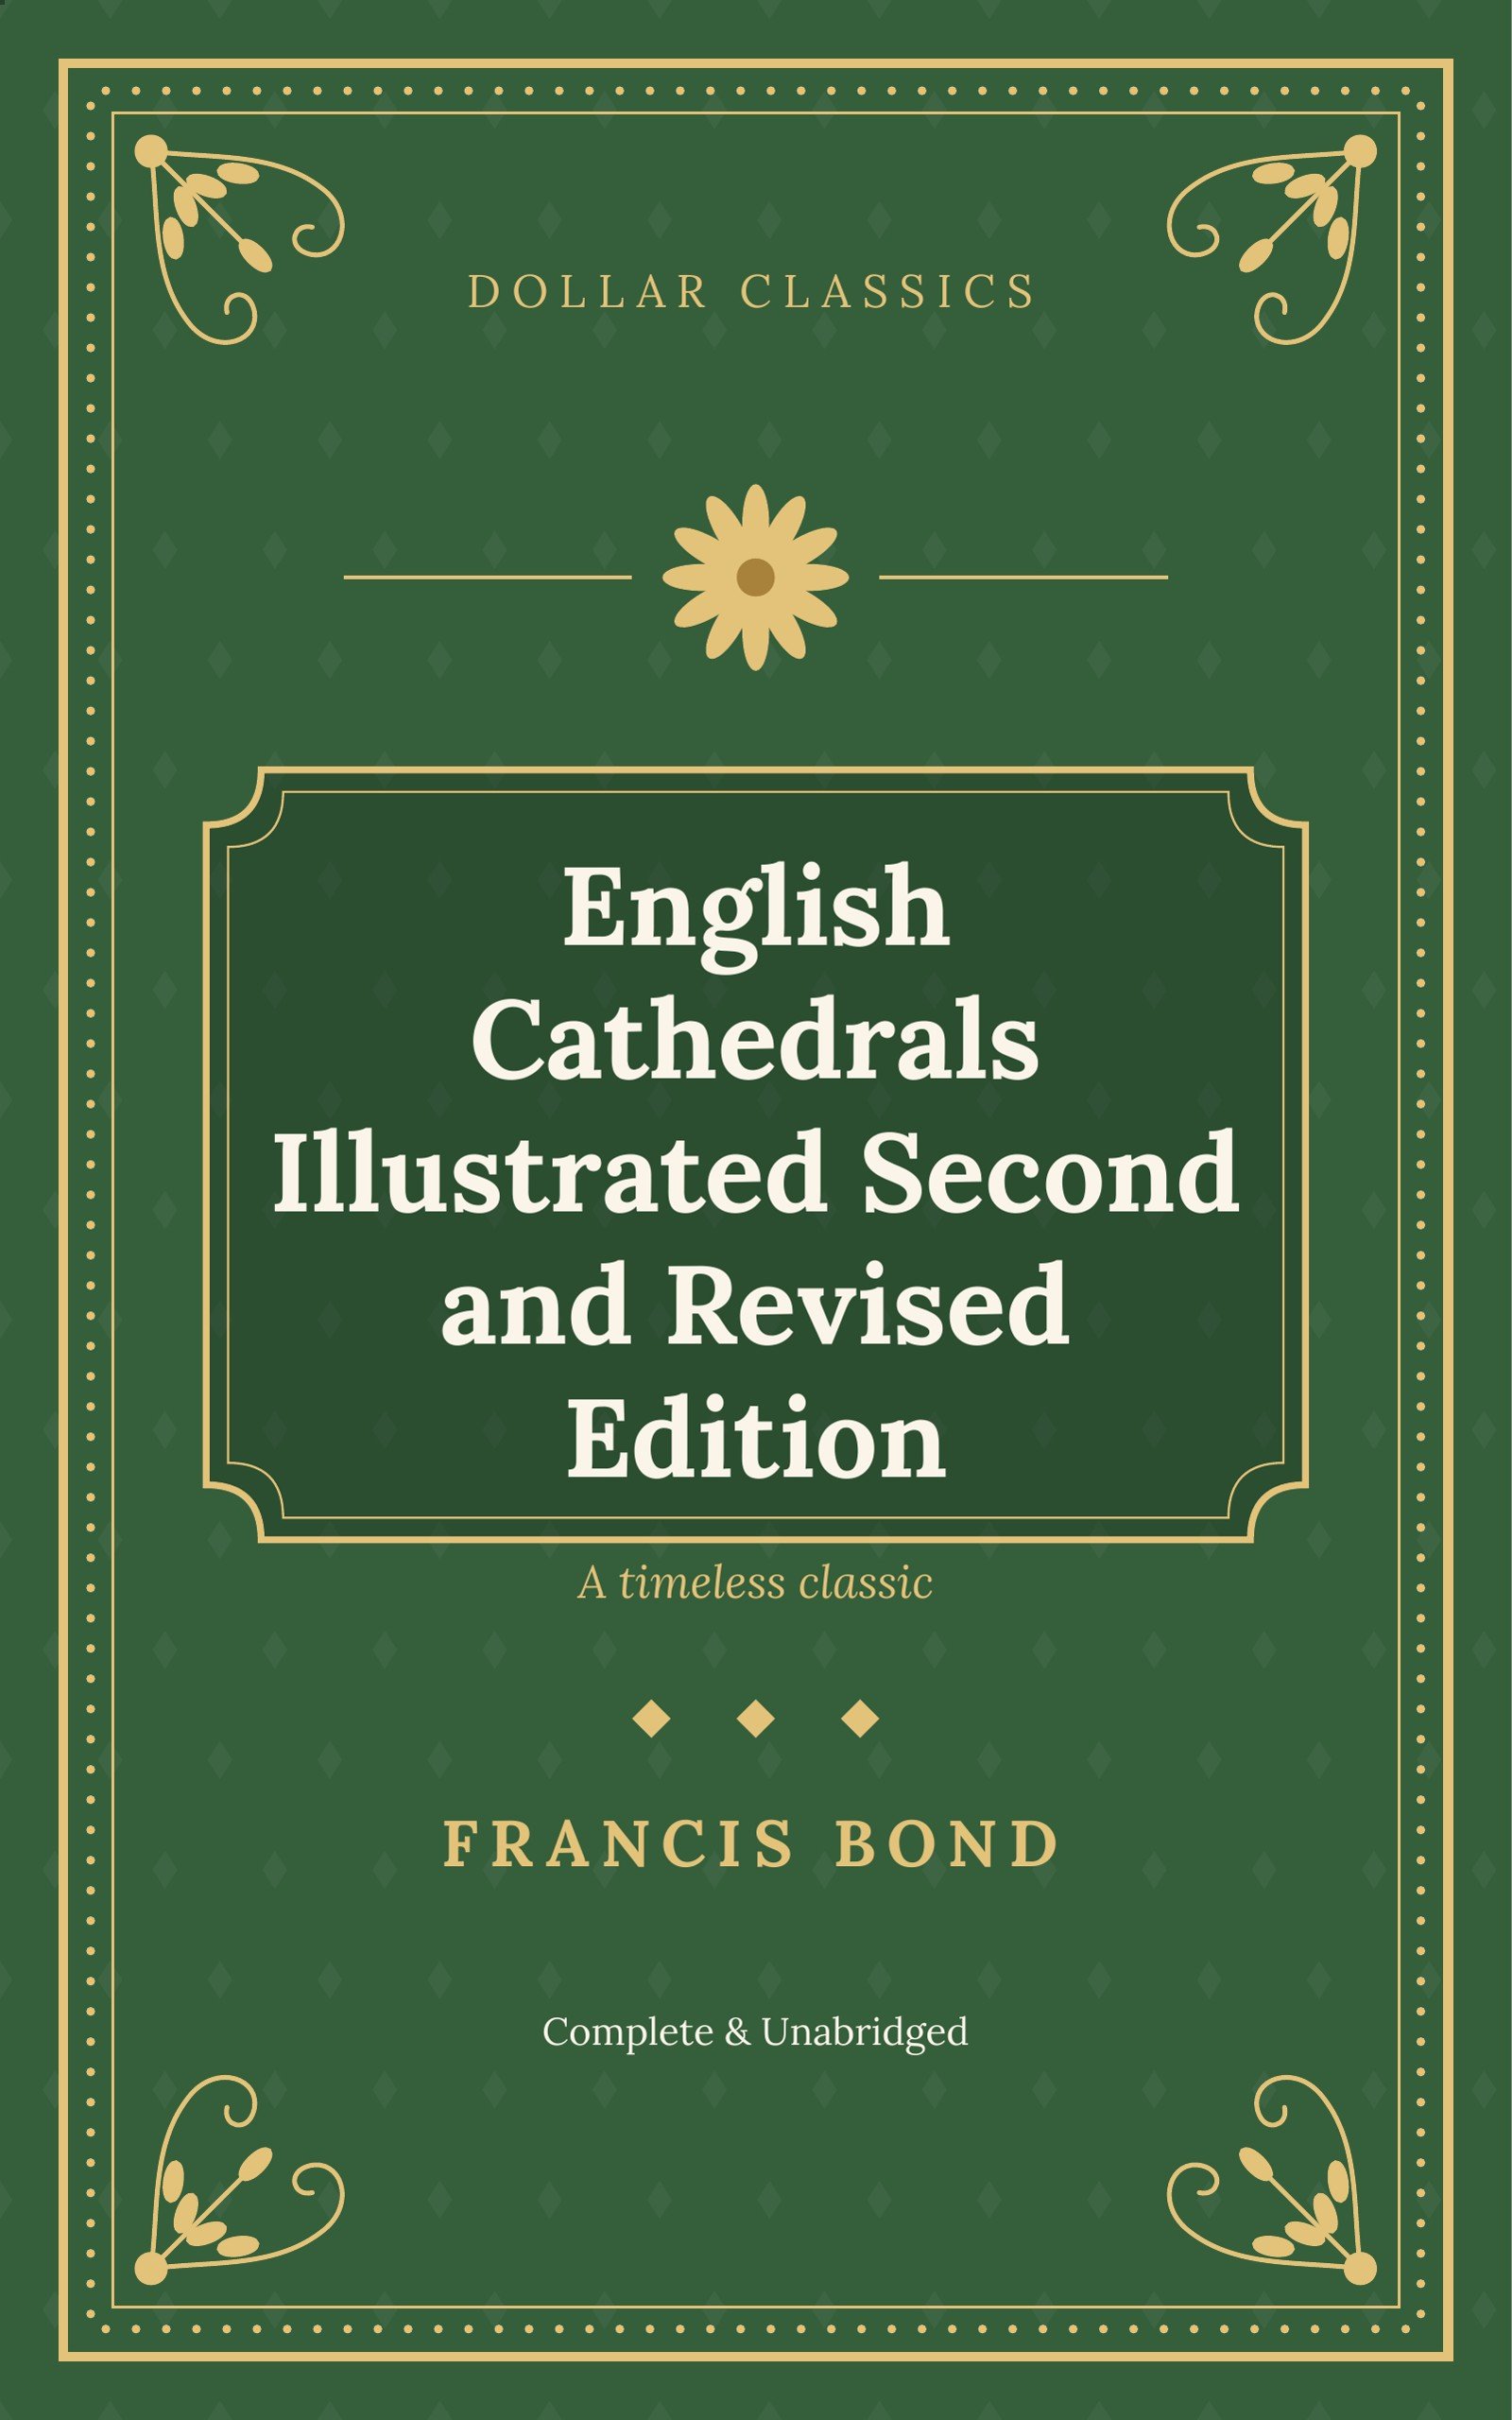 DOLLAR CLASSICS
English
Cathedrals
Illustrated Second
and Revised
Edition
A timeless classic
FRANCIS BOND
Complete & Unabridged